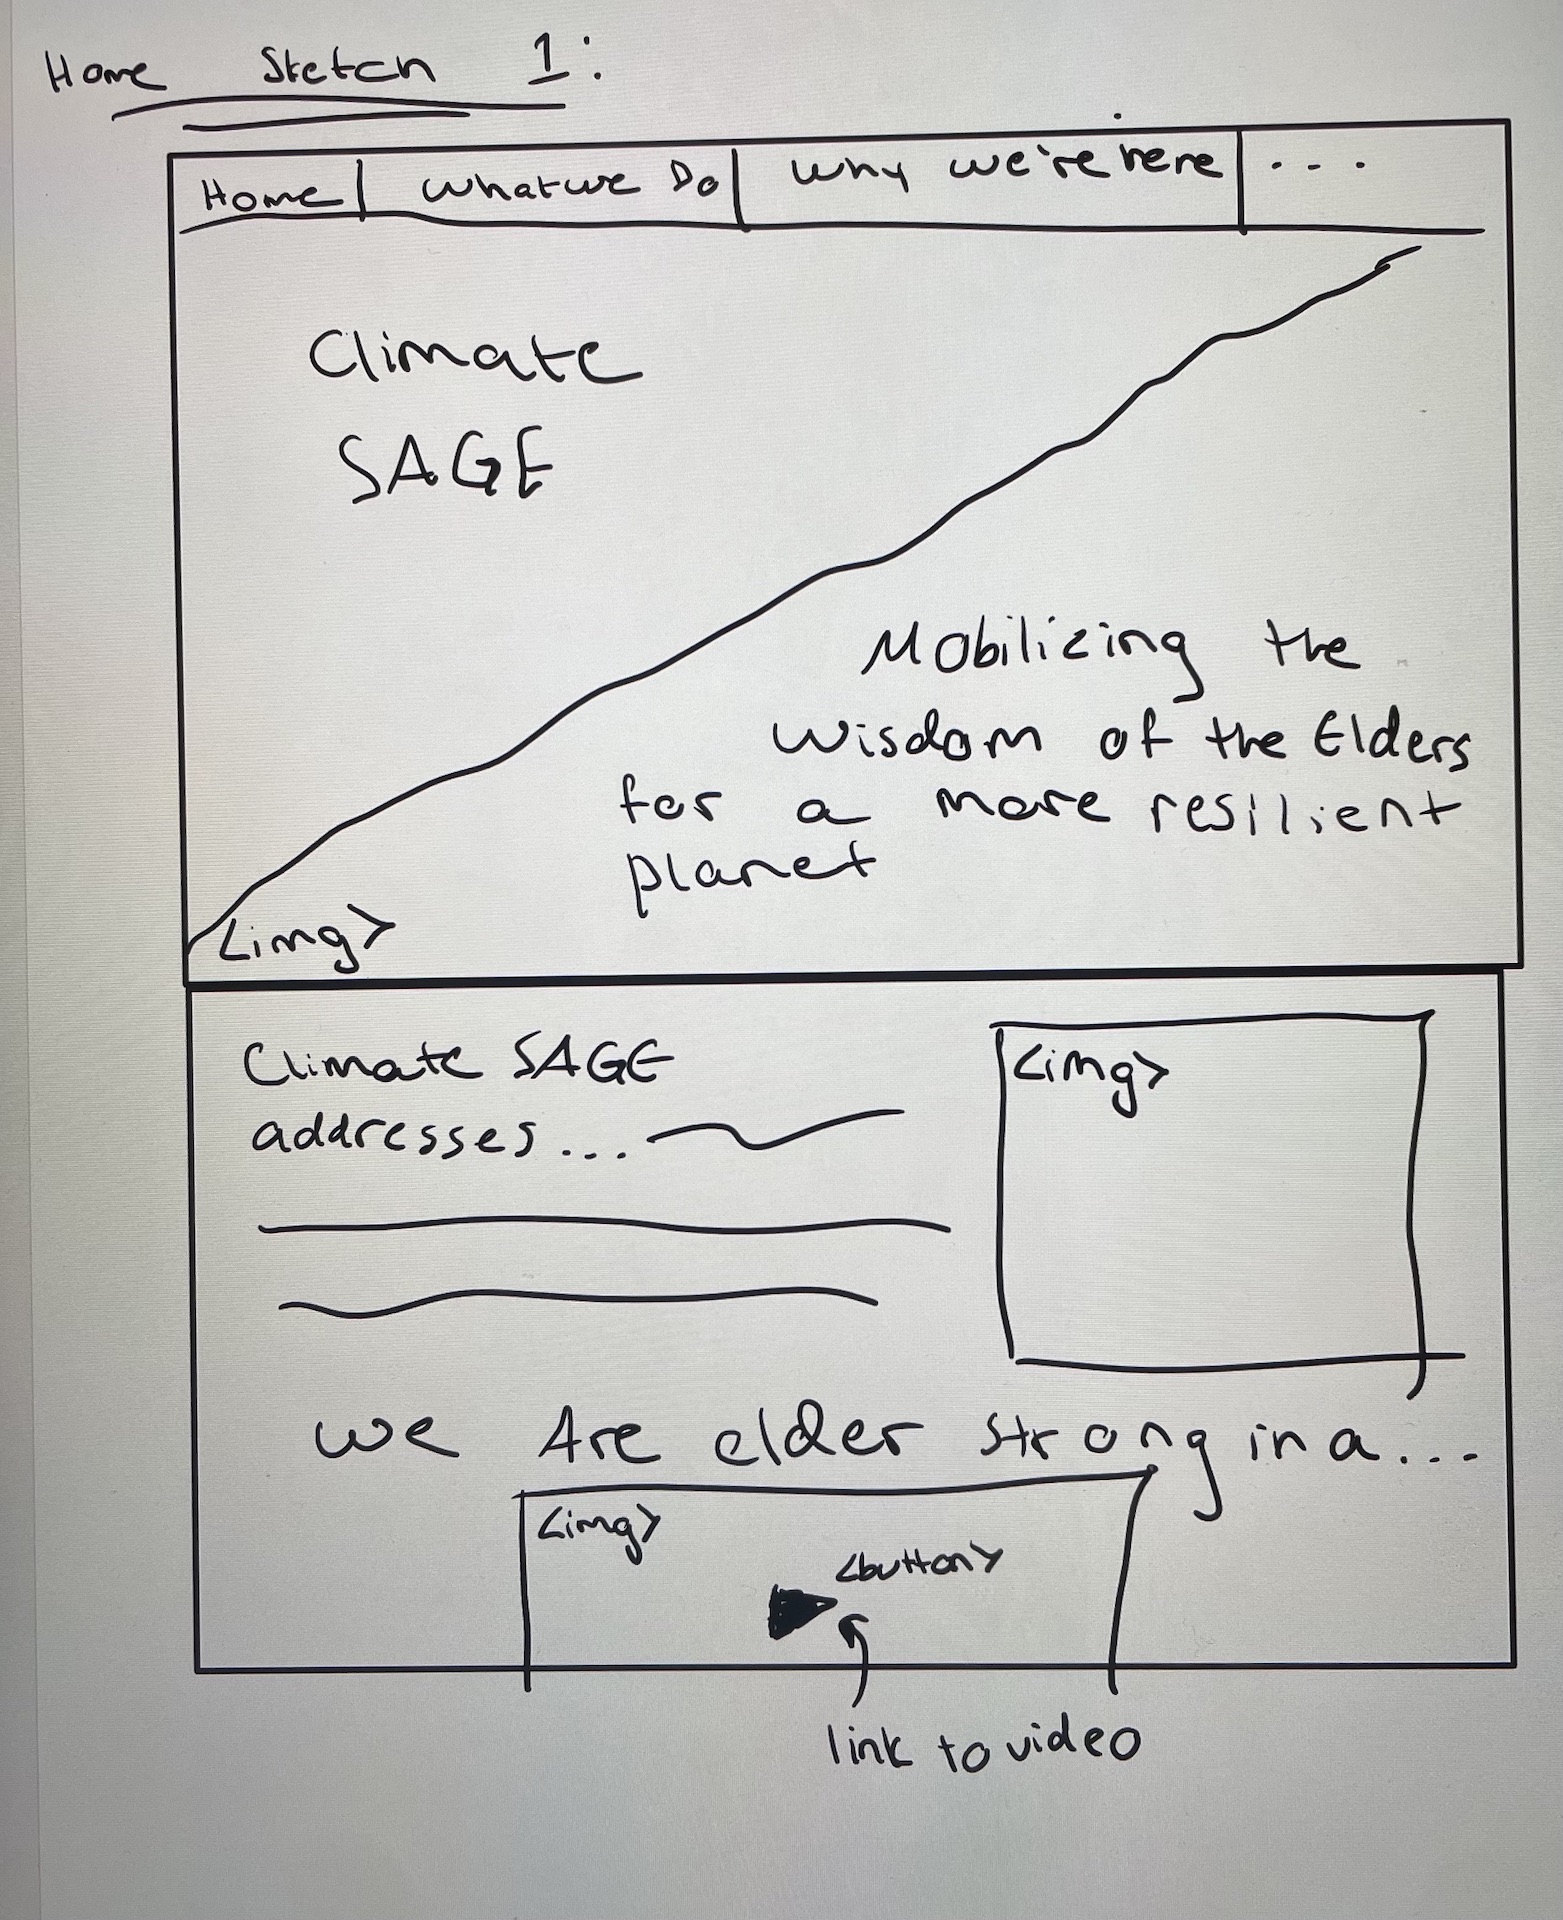 Home Sketch 1:
Home | What we Do | Why we're here | ...
Climate
SAGE
Mobilizing the
wisdom of the Elders
for a more resilient
planet
<img>
Climate SAGE
addresses...
<img>
We Are elder strong in a...
<img>
<button>
link to video